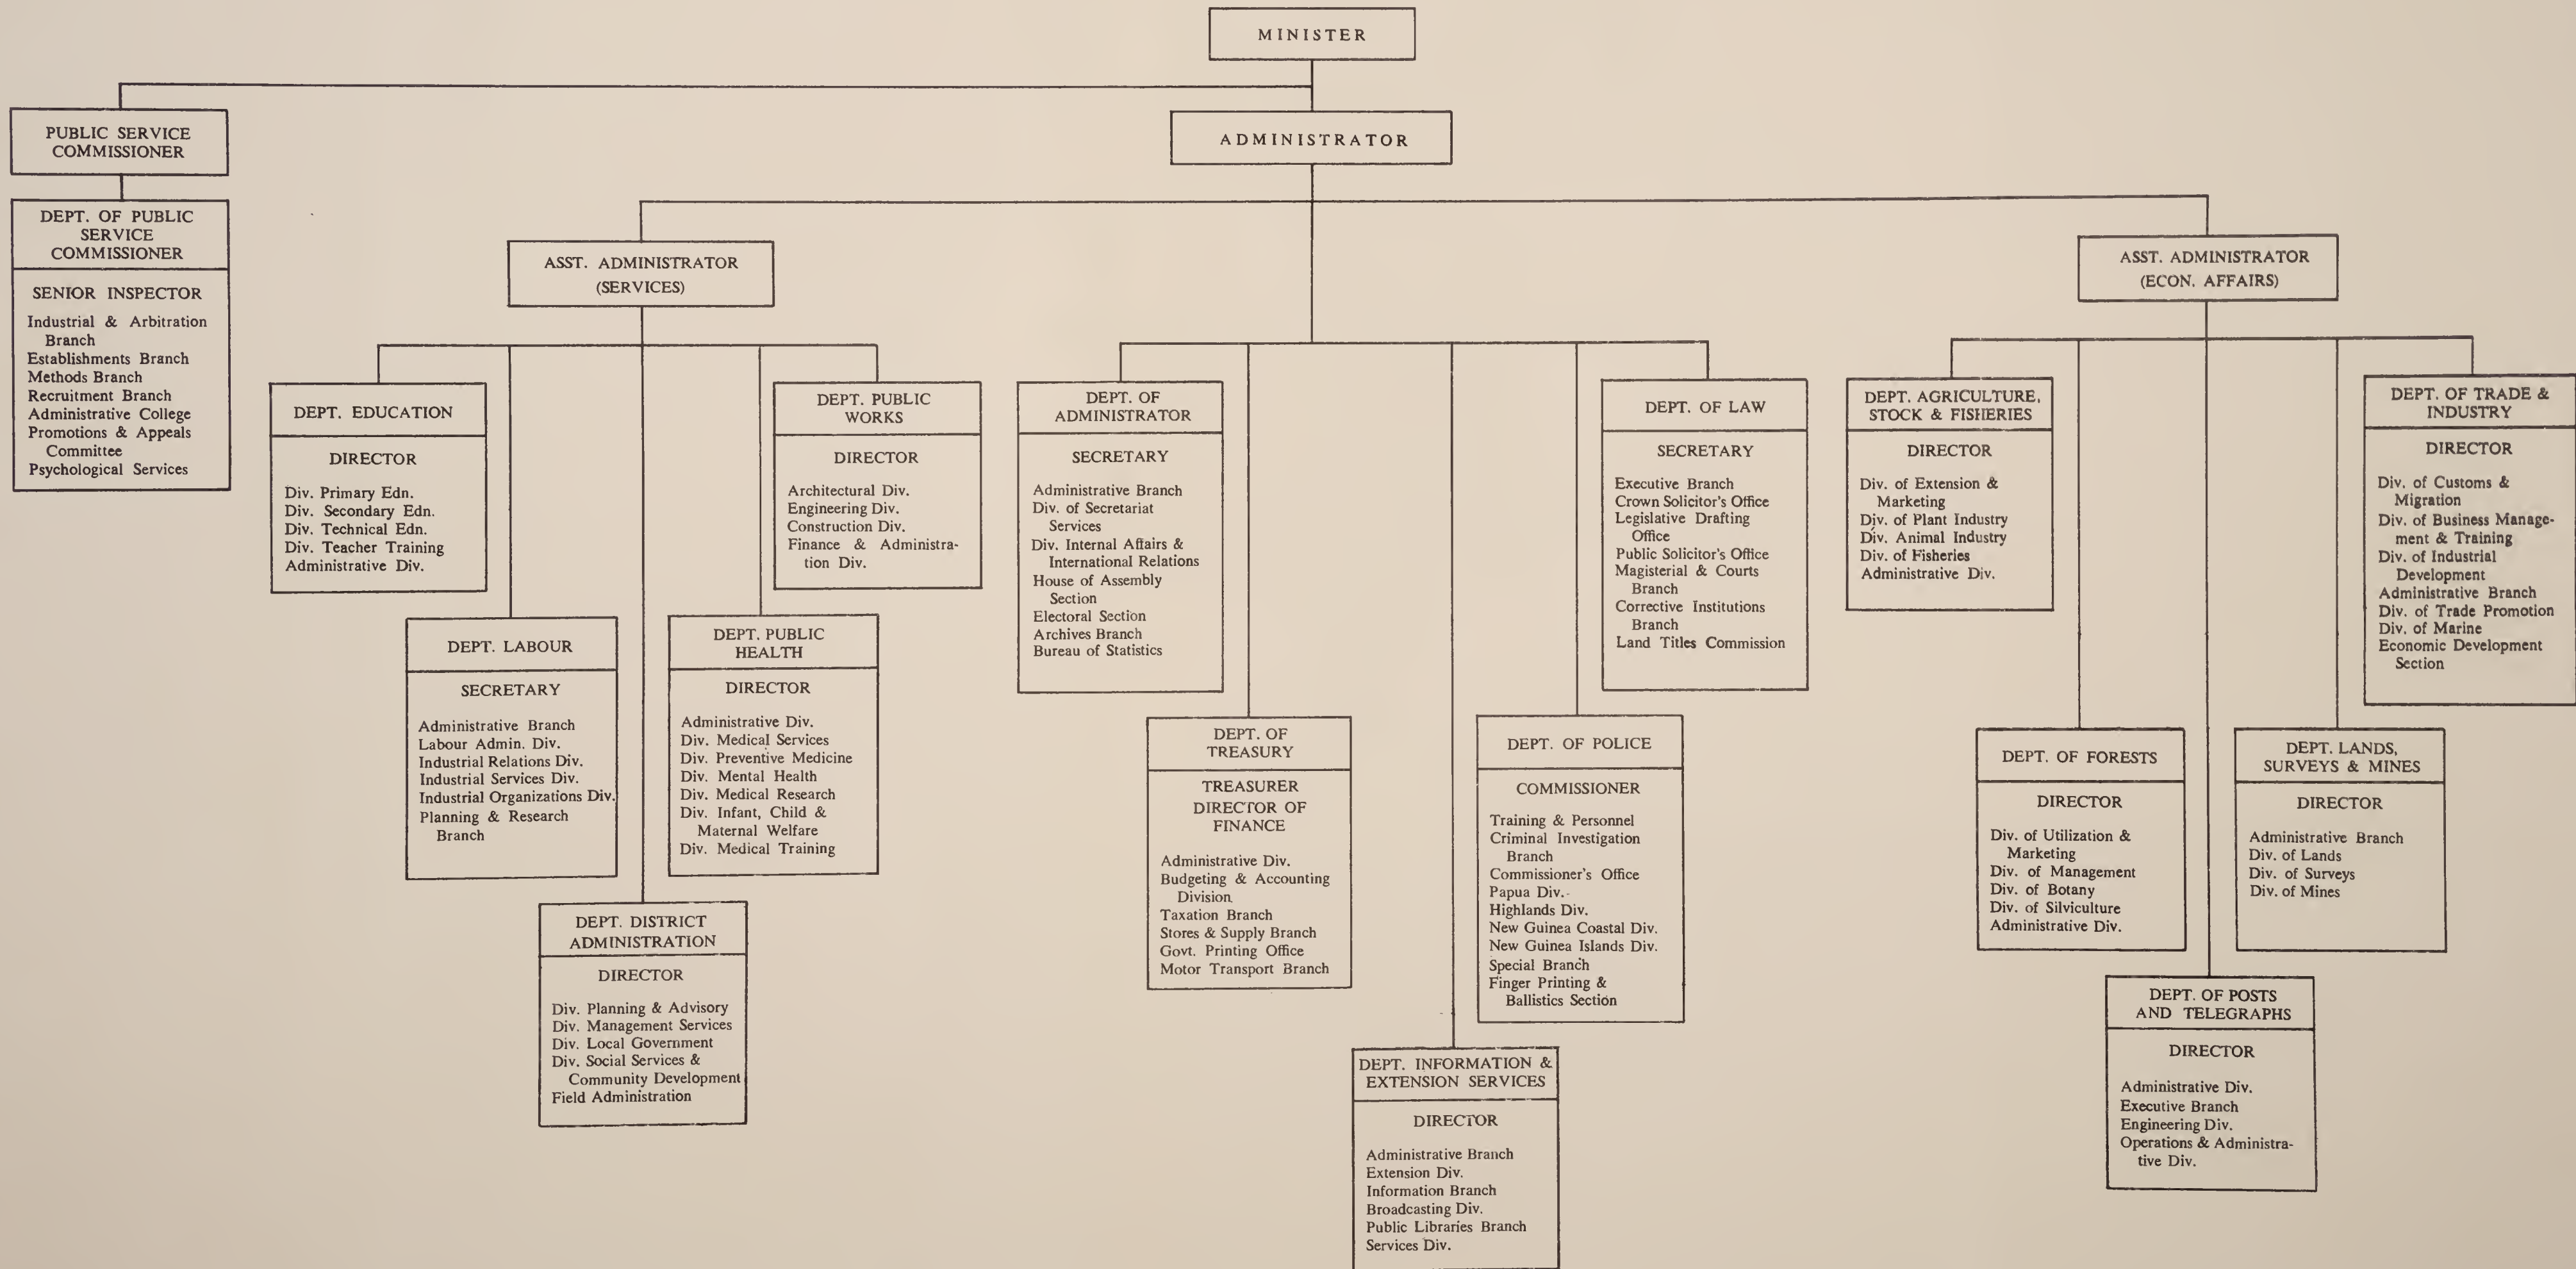 MINISTER
PUBLIC SERVICE
COMMISSIONER
ADMINISTRATOR
DEPT. OF PUBLIC
SERVICE
COMMISSIONER
SENIOR INSPECTOR
Industrial & Arbitration
Branch
Establishments Branch
Methods Branch
Recruitment Branch
Administrative College
Promotions & Appeals
Committee
Psychological Services
ASST. ADMINISTRATOR
(SERVICES)
ASST. ADMINISTRATOR
(ECON. AFFAIRS)
DEPT. EDUCATION
DIRECTOR
Div. Primary Edn.
Div. Secondary Edn.
Div. Technical Edn.
Div. Teacher Training
Administrative Div.
DEPT. PUBLIC
WORKS
DIRECTOR
Architectural Div.
Engineering Div.
Construction Div.
Finance & Administra-
tion Div.
DEPT. LABOUR
SECRETARY
Administrative Branch
Labour Admin. Div.
Industrial Relations Div.
Industrial Services Div.
Industrial Organizations Div.
Planning & Research
Branch
DEPT. PUBLIC
HEALTH
DIRECTOR
Administrative Div.
Div. Medical Services
Div. Preventive Medicine
Div. Mental Health
Div. Medical Research
Div. Infant, Child &
Maternal Welfare
Div. Medical Training
DEPT. DISTRICT
ADMINISTRATION
DIRECTOR
Div. Planning & Advisory
Div. Management Services
Div. Local Government
Div. Social Services &
Community Development
Field Administration
DEPT. OF
ADMINISTRATOR
SECRETARY
Administrative Branch
Div. of Secretariat
Services
Div. Internal Affairs &
International Relations
House of Assembly
Section
Electoral Section
Archives Branch
Bureau of Statistics
DEPT. OF LAW
SECRETARY
Executive Branch
Crown Solicitor's Office
Legislative Drafting
Office
Public Solicitor's Office
Magisterial & Courts
Branch
Corrective Institutions
Branch
Land Titles Commission
DEPT. OF
TREASURY
TREASURER
DIRECTOR OF
FINANCE
Administrative Div.
Budgeting & Accounting
Division
Taxation Branch
Stores & Supply Branch
Govt. Printing Office
Motor Transport Branch
DEPT. OF POLICE
COMMISSIONER
Training & Personnel
Criminal Investigation
Branch
Commissioner's Office
Papua Div.
Highlands Div.
New Guinea Coastal Div.
New Guinea Islands Div.
Special Branch
Finger Printing &
Ballistics Section
DEPT. INFORMATION &
EXTENSION SERVICES
DIRECTOR
Administrative Branch
Extension Div.
Information Branch
Broadcasting Div.
Public Libraries Branch
Services Div.
DEPT. AGRICULTURE,
STOCK & FISHERIES
DIRECTOR
Div. of Extension &
Marketing
Div. of Plant Industry
Div. Animal Industry
Div. of Fisheries
Administrative Div.
DEPT. OF TRADE &
INDUSTRY
DIRECTOR
Div. of Customs &
Migration
Div. of Business Manage-
ment & Training
Div. of Industrial
Development
Administrative Branch
Div. of Trade Promotion
Div. of Marine
Economic Development
Section
DEPT. OF FORESTS
DIRECTOR
Div. of Utilization &
Marketing
Div. of Management
Div. of Botany
Div. of Silviculture
Administrative Div.
DEPT. LANDS,
SURVEYS & MINES
DIRECTOR
Administrative Branch
Div. of Lands
Div. of Surveys
Div. of Mines
DEPT. OF POSTS
AND TELEGRAPHS
DIRECTOR
Administrative Div.
Executive Branch
Engineering Div.
Operations & Administra-
tive Div.